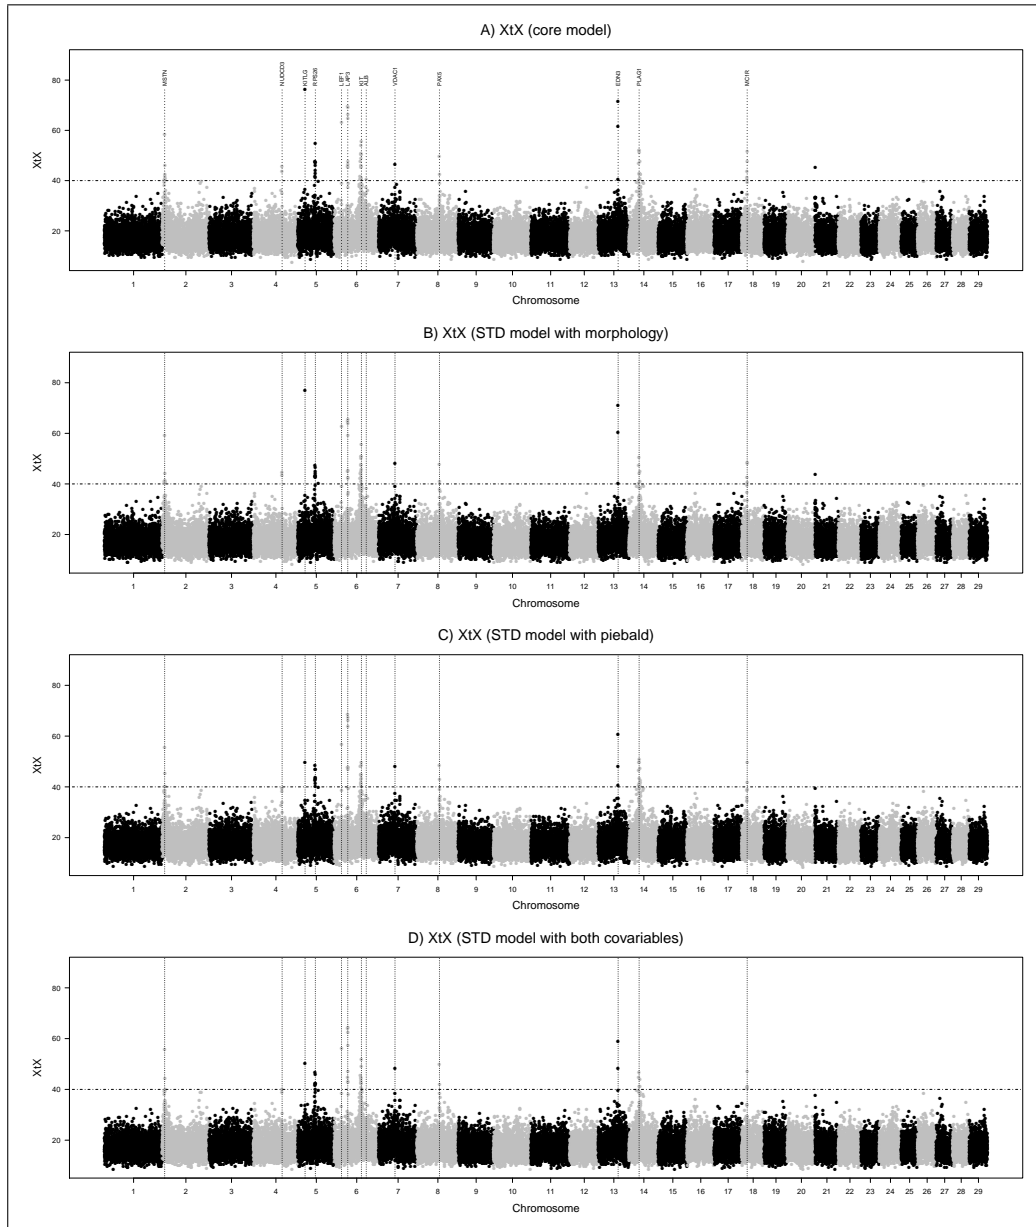 A) XtX (core model)
MSTN NUDCD3 KITLG RPS26 LEF1 LAP3 KIT ALB VDAC1 PAX5 EDN3 PLAG1 MC1R
XtX
80
60
40
20
1 2 3 4 5 6 7 8 9 10 11 12 13 14 15 16 17 18 19 20 21 22 23 24 25 26 27 28 29
Chromosome
B) XtX (STD model with morphology)
XtX
80
60
40
20
1 2 3 4 5 6 7 8 9 10 11 12 13 14 15 16 17 18 19 20 21 22 23 24 25 26 27 28 29
Chromosome
C) XtX (STD model with piebald)
XtX
80
60
40
20
1 2 3 4 5 6 7 8 9 10 11 12 13 14 15 16 17 18 19 20 21 22 23 24 25 26 27 28 29
Chromosome
D) XtX (STD model with both covariables)
XtX
80
60
40
20
1 2 3 4 5 6 7 8 9 10 11 12 13 14 15 16 17 18 19 20 21 22 23 24 25 26 27 28 29
Chromosome